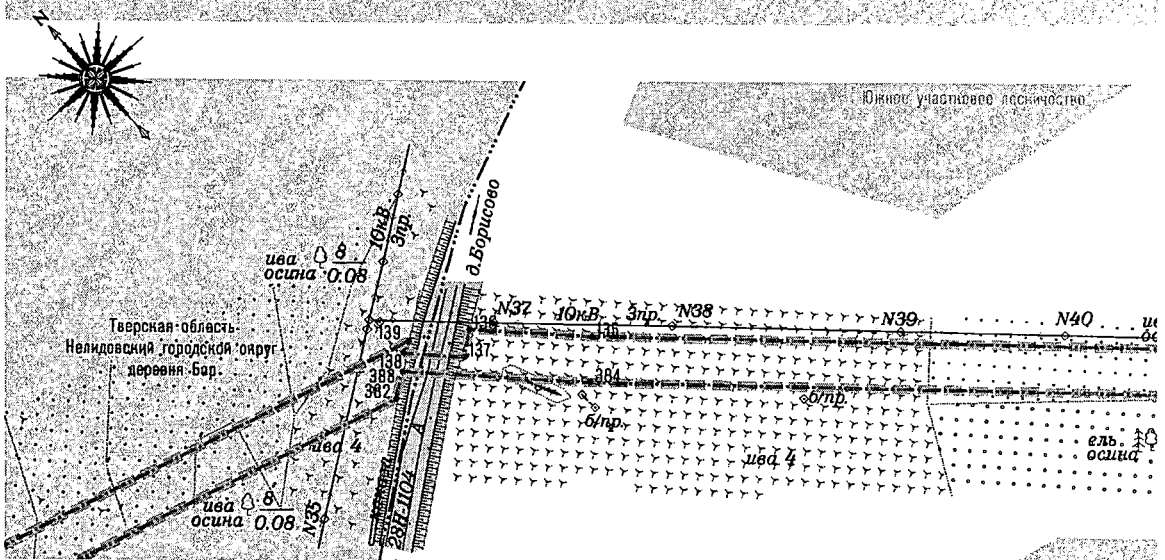 N
Южное участковое лесничество
д.Борисово
10кВ
3пр.
ива
осина
8
0.08
N37
10кВ
3пр.
N38
N39
N40
136
135
139
Тверская область
Нелидовский городской округ
деревня Бор.
138
137
388
382
384
б/пр.
б/пр.
А
ива 4
ива 4
ель
осина
ива
осина
8
0.08
N35
28Н-1104